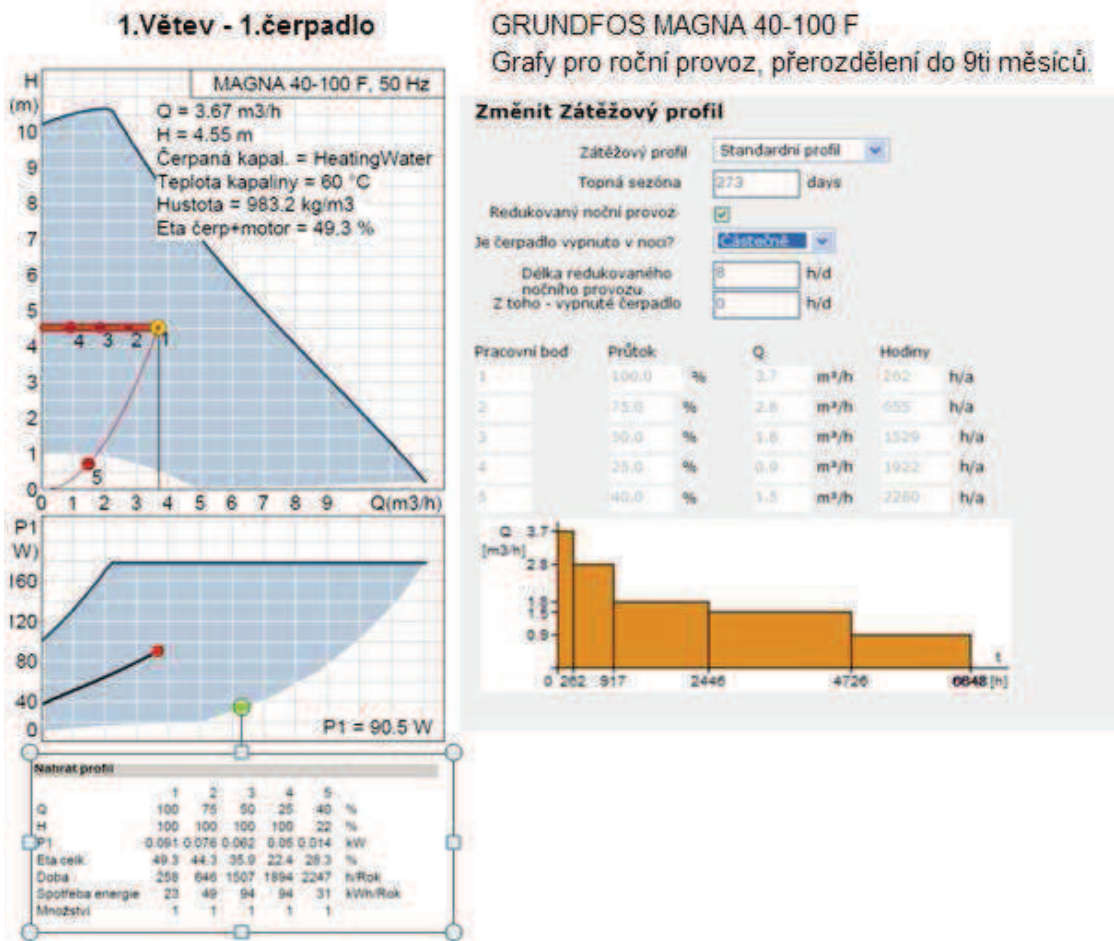 1.Větev - 1.čerpadlo
GRUNDFOS MAGNA 40-100 F
Grafy pro roční provoz, přerozdělení do 9ti měsíců.
H
(m)
MAGNA 40-100 F, 50 Hz
Q = 3.67 m3/h
H = 4.55 m
Čerpaná kapal. = HeatingWater
Teplota kapaliny = 60 °C
Hustota = 983.2 kg/m3
Eta čerp+motor = 49.3 %
10
9
8
7
6
5
4
3
2
1
0
4 3 2 1
5
0 1 2 3 4 5 6 7 8 9 Q(m3/h)
P1
W)
160
120
80
40
0
P1 = 90.5 W
Nahrát profil
1 2 3 4 5
Q 100 75 50 25 40 %
H 100 100 100 100 22 %
P1 0.091 0.076 0.062 0.05 0.014 kW
Eta celk. 49.3 44.3 35.9 22.4 28.3 %
Doba 258 646 1507 1894 2247 h/Rok
Spotřeba energie 23 49 94 94 31 kWh/Rok
Množství 1 1 1 1 1
Změnit Zátěžový profil
Zátěžový profil Standardní profil
Topná sezóna 273 days
Redukovaný noční provoz
Je čerpadlo vypnuto v noci? Částečně
Délka redukovaného
nočního provozu 8 h/d
Z toho - vypnuté čerpadlo 0 h/d
Pracovní bod Průtok Q Hodiny
1 100.0 % 3.7 m³/h 262 h/a
2 75.0 % 2.8 m³/h 655 h/a
3 50.0 % 1.8 m³/h 1529 h/a
4 25.0 % 0.9 m³/h 1922 h/a
5 40.0 % 1.5 m³/h 2280 h/a
Q
[m3/h]
3.7
2.8
1.8
1.5
0.9
t
0 262 917 2446 4726 [h]